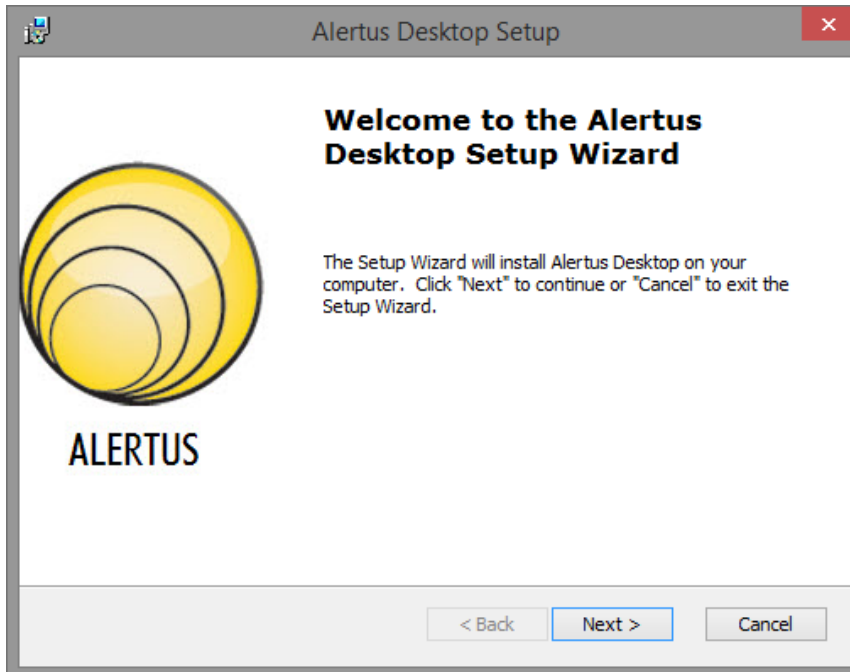 Alertus Desktop Setup
Welcome to the Alertus
Desktop Setup Wizard
The Setup Wizard will install Alertus Desktop on your
computer. Click "Next" to continue or "Cancel" to exit the
Setup Wizard.
ALERTUS
< Back Next > Cancel